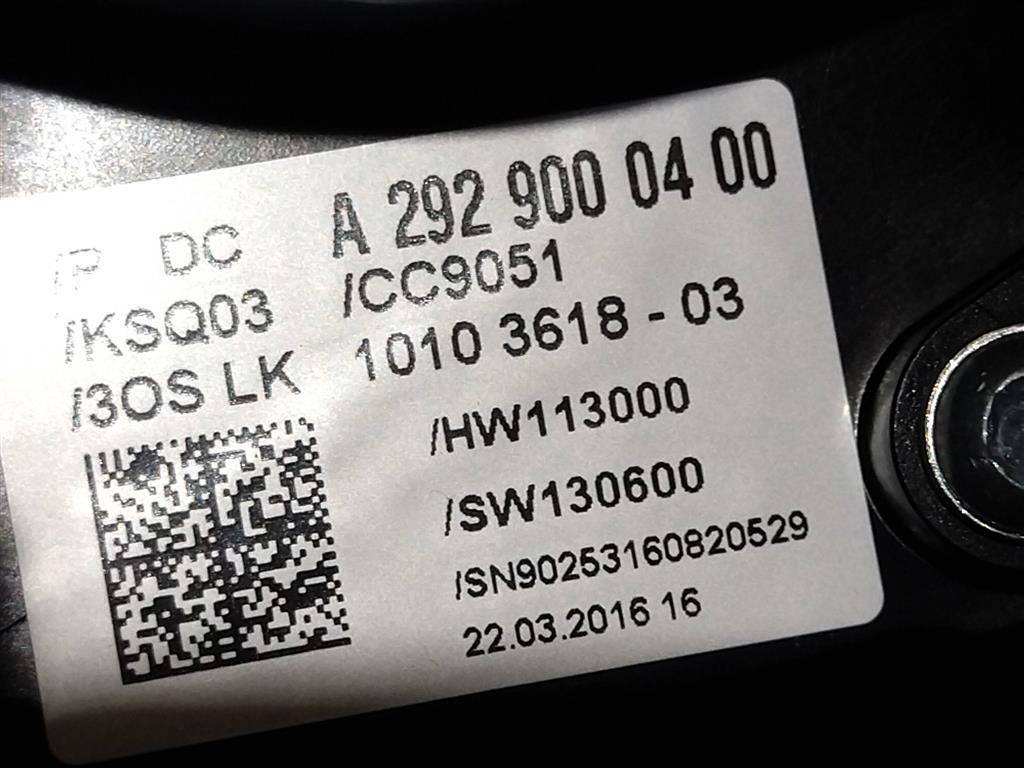 /P DC A 292 900 04 00
/KSQ03 /CC9051
/3OS LK 1010 3618 - 03
/HW113000
/SW130600
/SN90253160820529
22.03.2016 16